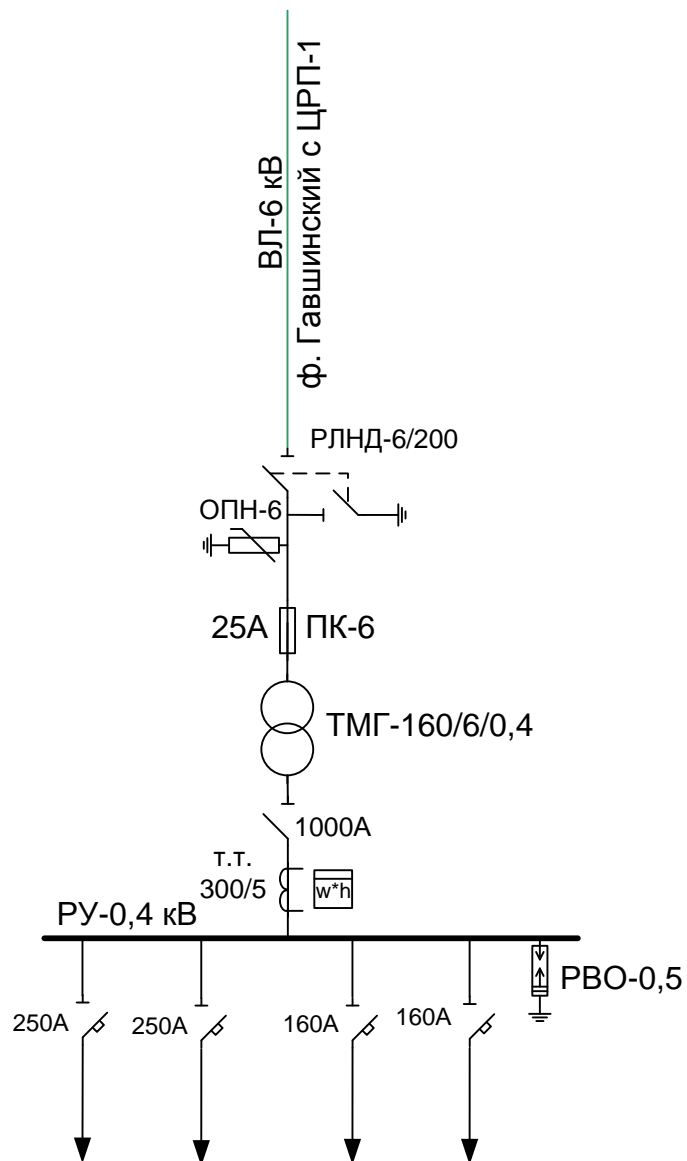 ВЛ-6 кВ
ф. Гавшинский с ЦРП-1
РЛНД-6/200
ОПН-6
25А
ПК-6
ТМГ-160/6/0,4
1000А
т.т.
300/5
w*h
РУ-0,4 кВ
РВО-0,5
250А
250А
160А
160А